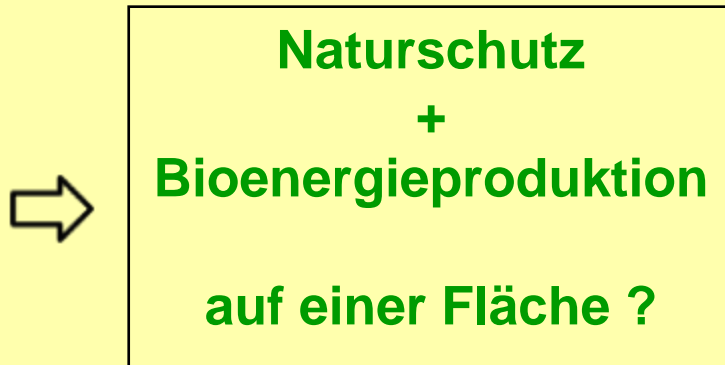 Naturschutz
+
Bioenergieproduktion
auf einer Fläche ?